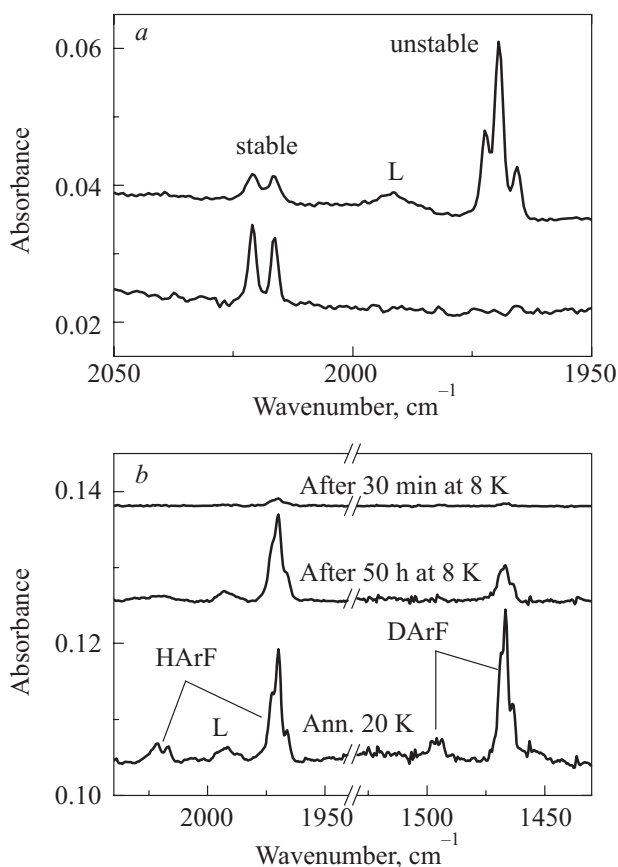 a
unstable
0.06
stable
L
0.04
0.02
Absorbance
2050
2000
1950
Wavenumber, cm–1
b
0.14
After 30 min at 8 K
After 50 h at 8 K
0.12
HArF
DArF
L
Ann. 20 K
0.10
Absorbance
2000
1950
1500
1450
Wavenumber, cm–1